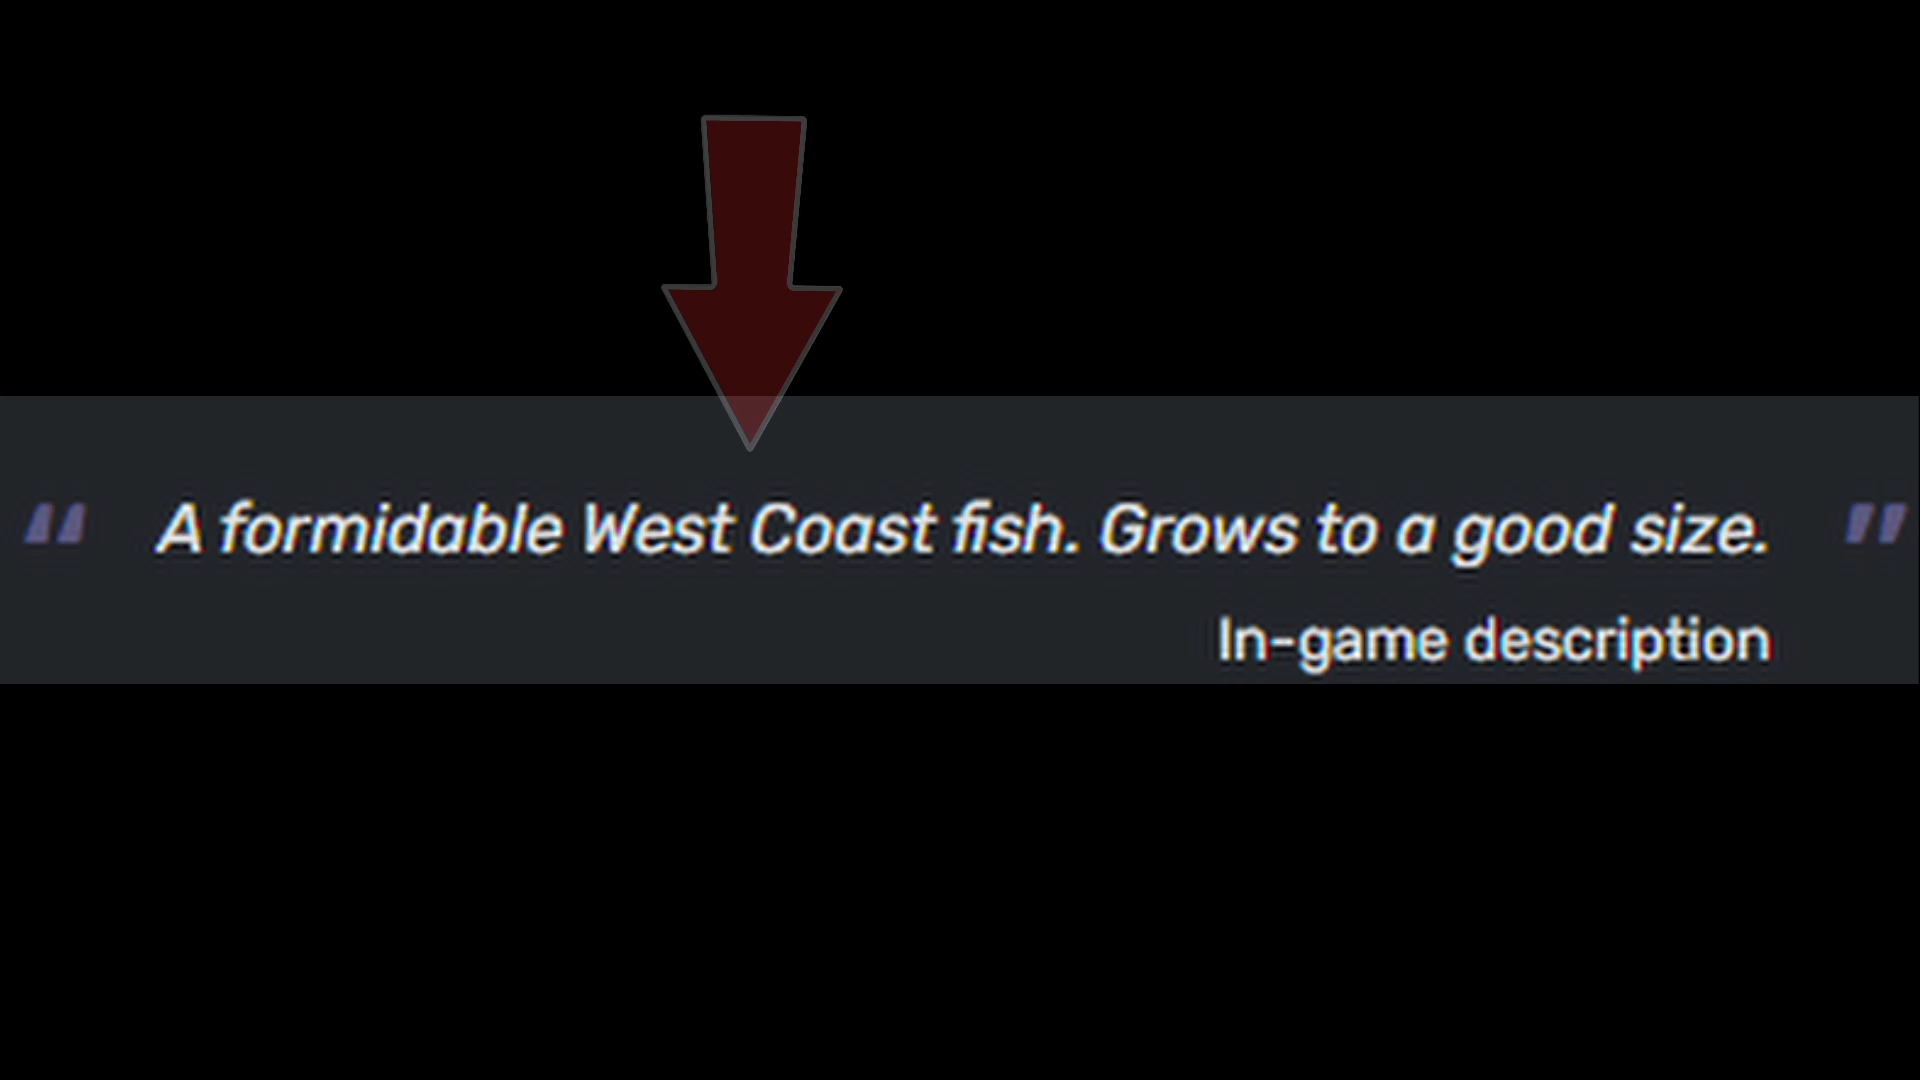 " A formidable West Coast fish. Grows to a good size. "
In-game description